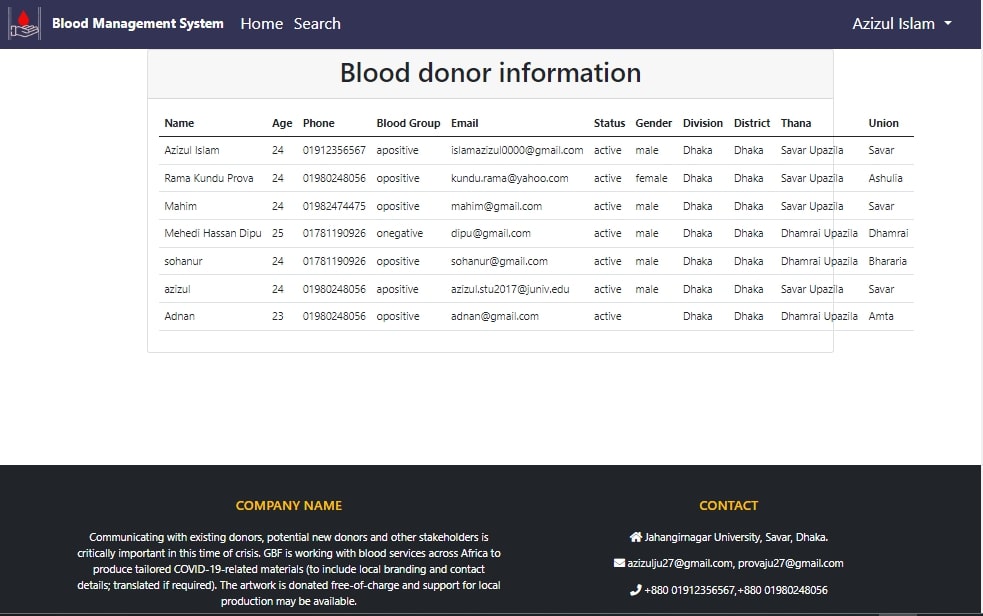 Blood Management System Home Search Azizul Islam
Blood donor information
Name Age Phone Blood Group Email Status Gender Division District Thana Union
Azizul Islam 24 01912356567 apositive islamazizul0000@gmail.com active male Dhaka Dhaka Savar Upazila Savar
Rama Kundu Prova 24 01980248056 opositive kundu.rama@yahoo.com active female Dhaka Dhaka Savar Upazila Ashulia
Mahim 24 01982474475 opositive mahim@gmail.com active male Dhaka Dhaka Savar Upazila Savar
Mehedi Hassan Dipu 25 01781190926 onegative dipu@gmail.com active male Dhaka Dhaka Dhamrai Upazila Dhamrai
sohanur 24 01781190926 opositive sohanur@gmail.com active male Dhaka Dhaka Dhamrai Upazila Bhararia
azizul 24 01980248056 apositive azizul.stu2017@juniv.edu active male Dhaka Dhaka Savar Upazila Savar
Adnan 23 01980248056 opositive adnan@gmail.com active Dhaka Dhaka Dhamrai Upazila Amta
COMPANY NAME
Communicating with existing donors, potential new donors and other stakeholders is
critically important in this time of crisis. GBF is working with blood services across Africa to
produce tailored COVID-19-related materials (to include local branding and contact
details; translated if required). The artwork is donated free-of-charge and support for local
production may be available.
CONTACT
Jahangirnagar University, Savar, Dhaka.
azizulju27@gmail.com, provaju27@gmail.com
+880 01912356567,+880 01980248056